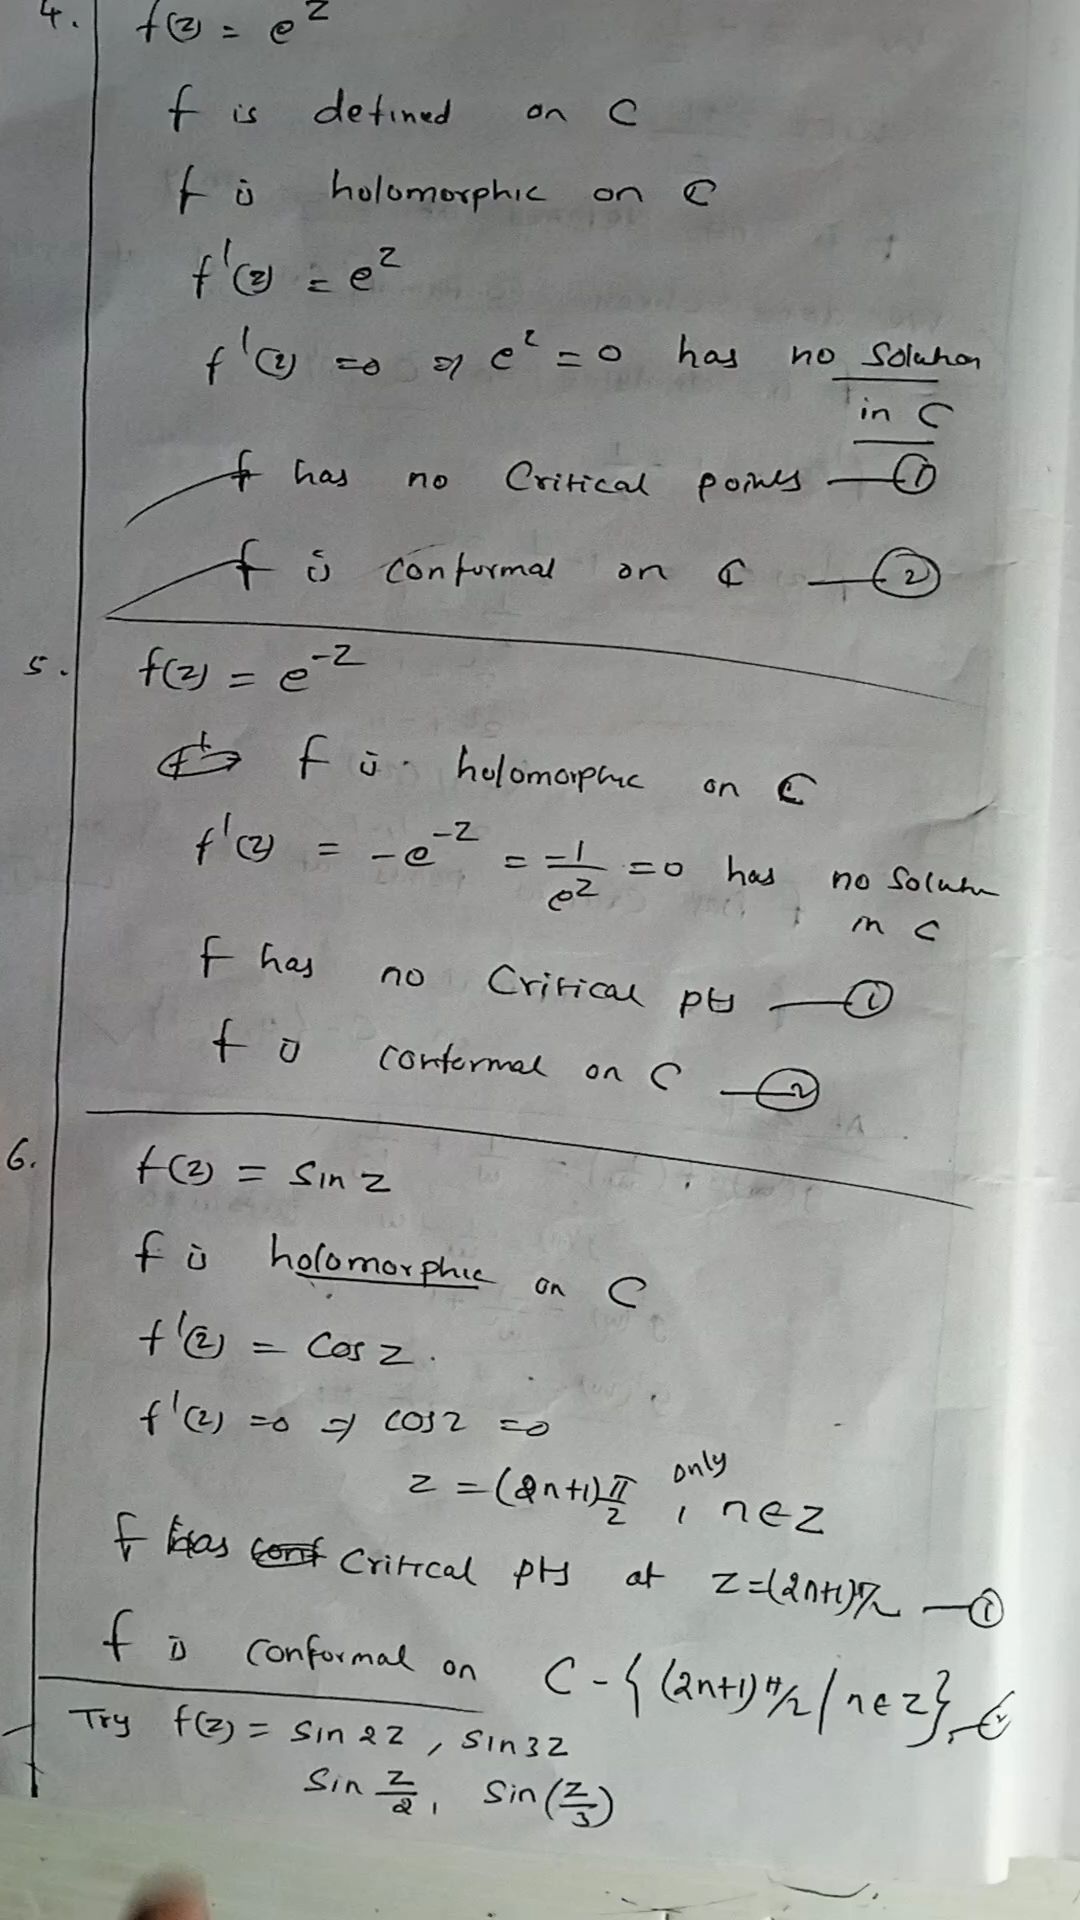 4. f(z) = e^z
f is defined on C
f is holomorphic on C
f'(z) = e^z
f'(z) = 0 ⇒ e^z = 0 has no solution
in C
f has no Critical points — ①
f is conformal on C — ②
5. f(z) = e^-z
f is holomorphic on C
f'(z) = -e^-z = -1/e^z = 0 has no Solutn
in C
f has no Critical pts — ①
f is conformal on C — ②
6. f(z) = Sin z
f is holomorphic on C
f'(z) = Cos z.
f'(z) = 0 ⇒ cos z = 0
z = (2n+1)π/2 only, n∈Z
f has Critical pts at z=(2n+1)π/2 — ①
f is conformal on C - {(2n+1)π/2 / n∈Z} — ②
Try f(z) = Sin 2z, Sin 3z
Sin z/2, Sin(z/3)